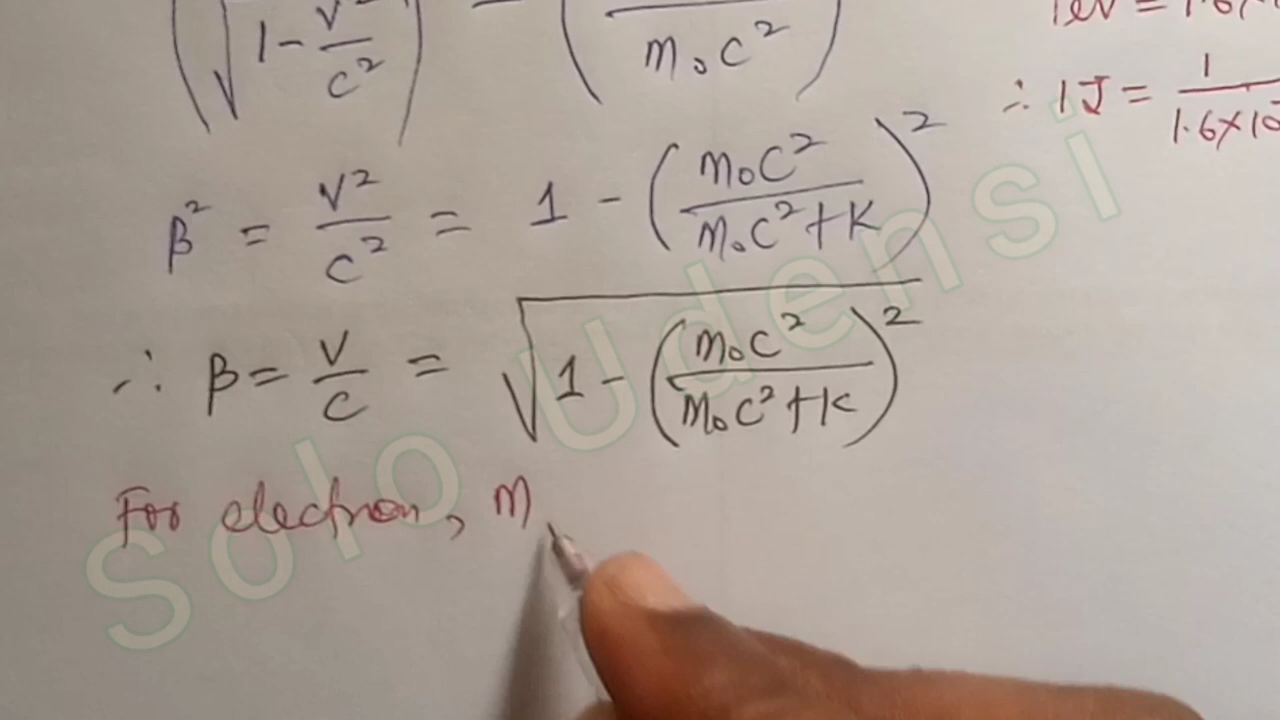 (√(1 - v²/c²)) = ( / m₀c²)
1eV = 1.6×
∴ 1J = 1/1.6×10
β² = v²/c² = 1 - (m₀c²/(m₀c²+K))²
∴ β = v/c = √(1 - (m₀c²/(m₀c²+K))²)
For electron, m
Solo Udensi